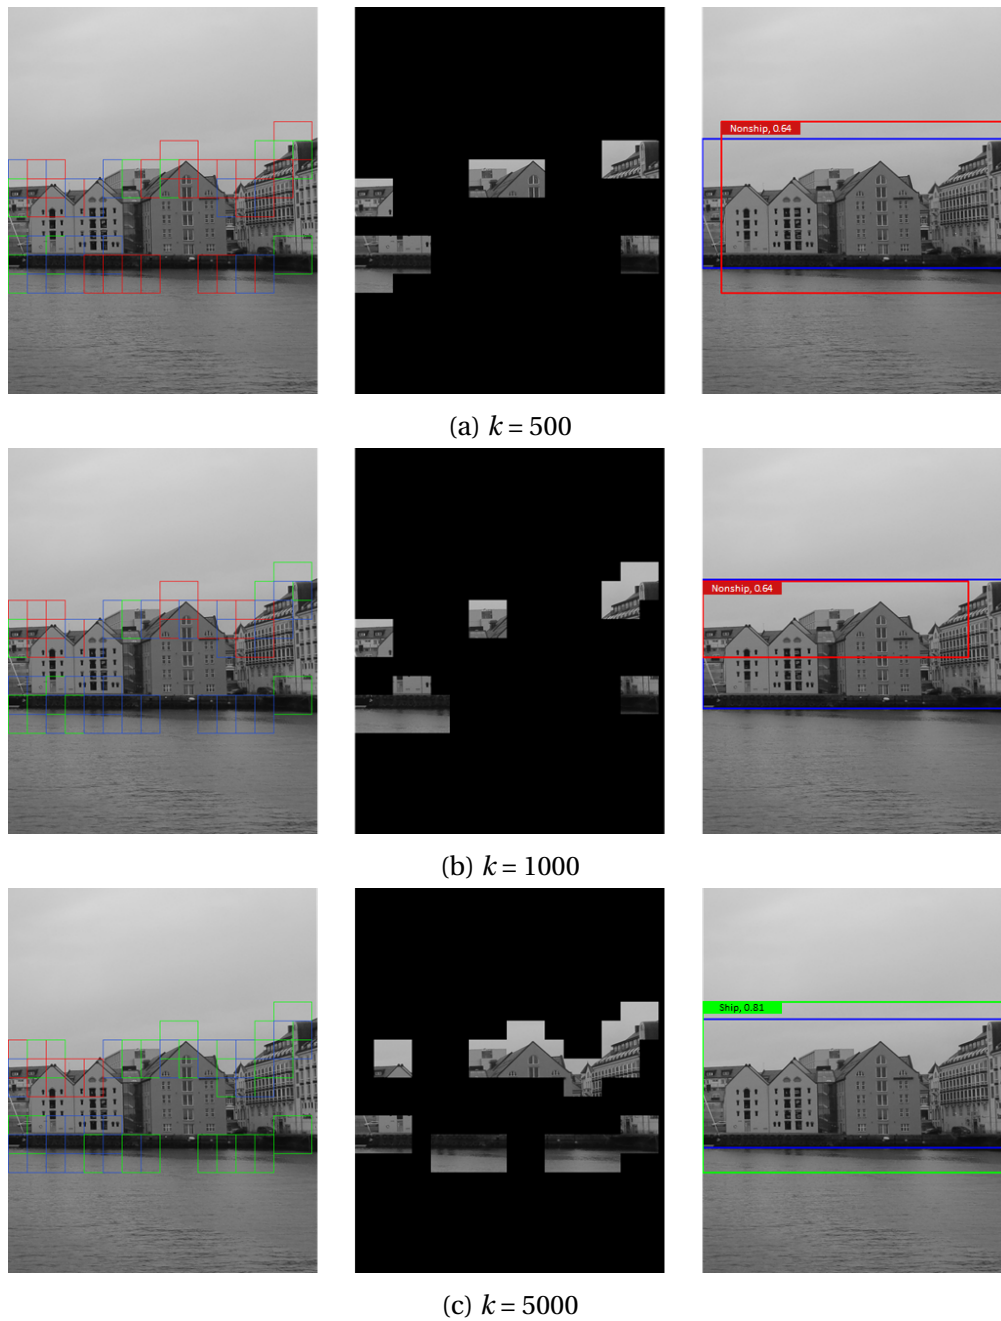 Nonship, 0.64
(a) k = 500
Nonship, 0.64
(b) k = 1000
Ship, 0.81
(c) k = 5000